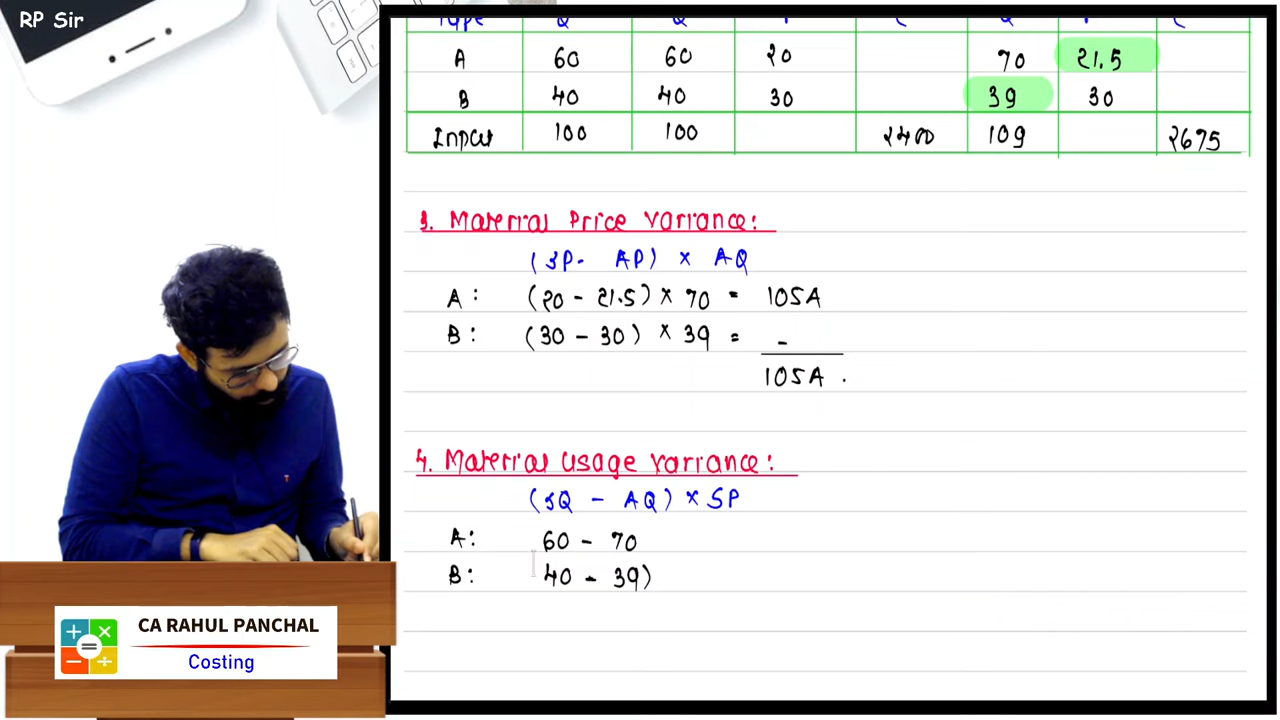 RP Sir
Type Q Q
A 60 60 20 70 21.5
B 40 40 30 39 30
Input 100 100 2400 109 2675
3. Material Price Variance:
(SP- AP) × AQ
A: (20 - 21.5) × 70 = 105A
B: (30 - 30) × 39 = -
105A.
4. Material Usage Variance:
(SQ - AQ) × SP
A: 60 - 70
B: 40 - 39)
CA RAHUL PANCHAL
Costing